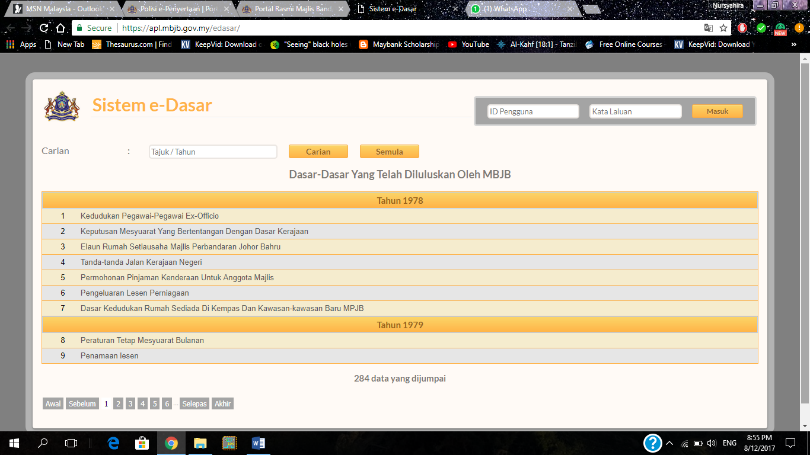 MSN Malaysia - Outlook
Polisi e-Penyertaan | Port
Portal Rasmi Majlis Band
Sistem e-Dasar
(1) WhatsApp
Nursyahira
Secure https://apl.mbjb.gov.my/edasar/
Apps New Tab Thesaurus.com | Find KeepVid: Download "Seeing" black holes Maybank Scholarship YouTube Al-Kahf [18:1] - Tanzil Free Online Courses KeepVid: Download »
Sistem e-Dasar
ID Pengguna Kata Laluan Masuk
Carian : Tajuk / Tahun Carian Semula
Dasar-Dasar Yang Telah Diluluskan Oleh MBJB
Tahun 1978
1 Kedudukan Pegawai-Pegawai Ex-Officio
2 Keputusan Mesyuarat Yang Bertentangan Dengan Dasar Kerajaan
3 Elaun Rumah Setiausaha Majlis Perbandaran Johor Bahru
4 Tanda-tanda Jalan Kerajaan Negeri
5 Permohonan Pinjaman Kenderaan Untuk Anggota Majlis
6 Pengeluaran Lesen Perniagaan
7 Dasar Kedudukan Rumah Sediada Di Kempas Dan Kawasan-kawasan Baru MPJB
Tahun 1979
8 Peraturan Tetap Mesyuarat Bulanan
9 Penamaan lesen
284 data yang dijumpai
Awal Sebelum 1 2 3 4 5 6 Selepas Akhir
ENG
8:55 PM
8/12/2017